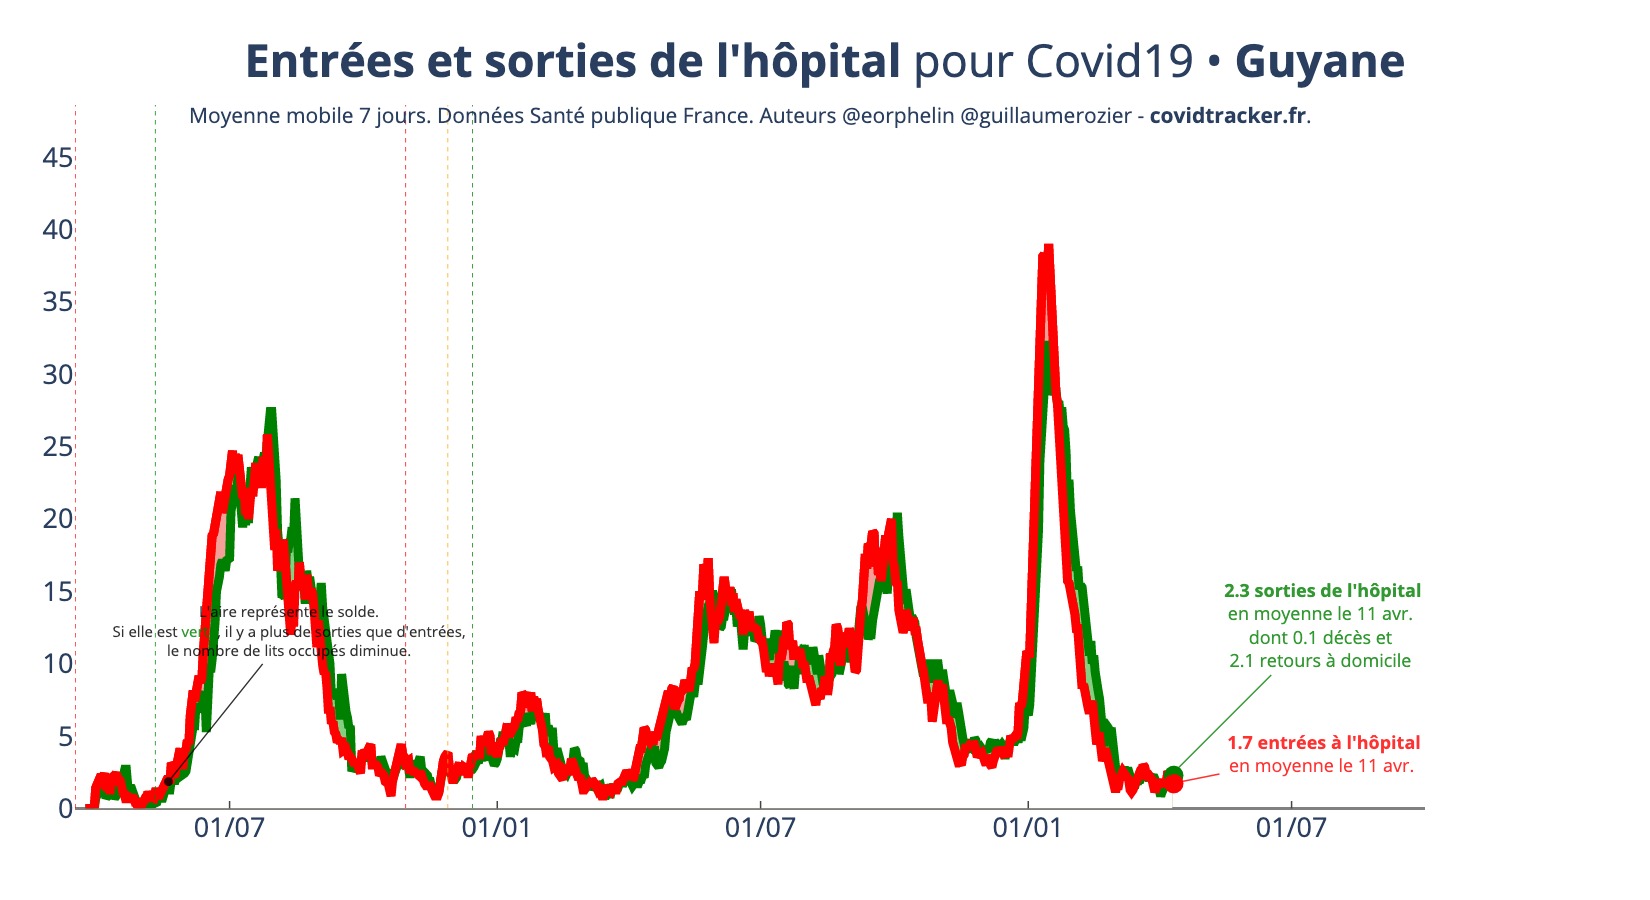 Entrées et sorties de l'hôpital pour Covid19 • Guyane
Moyenne mobile 7 jours. Données Santé publique France. Auteurs @eorphelin @guillaumerozier - covidtracker.fr.
45
40
35
30
25
20
15
10
5
0
L'aire représente le solde.
Si elle est verte, il y a plus de sorties que d'entrées,
le nombre de lits occupés diminue.
2.3 sorties de l'hôpital
en moyenne le 11 avr.
dont 0.1 décès et
2.1 retours à domicile
1.7 entrées à l'hôpital
en moyenne le 11 avr.
01/07 01/01 01/07 01/01 01/07